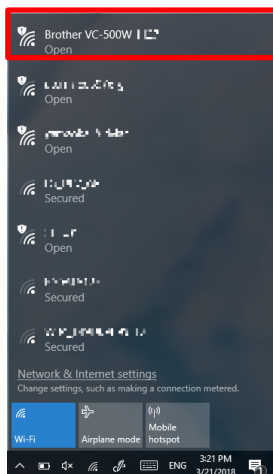 Brother VC-500W
Open
Open
Open
Secured
Open
Secured
Secured
Network & Internet settings
Change settings, such as making a connection metered.
Wi-Fi
Airplane mode
Mobile
hotspot
ENG
3:21 PM
3/21/2018